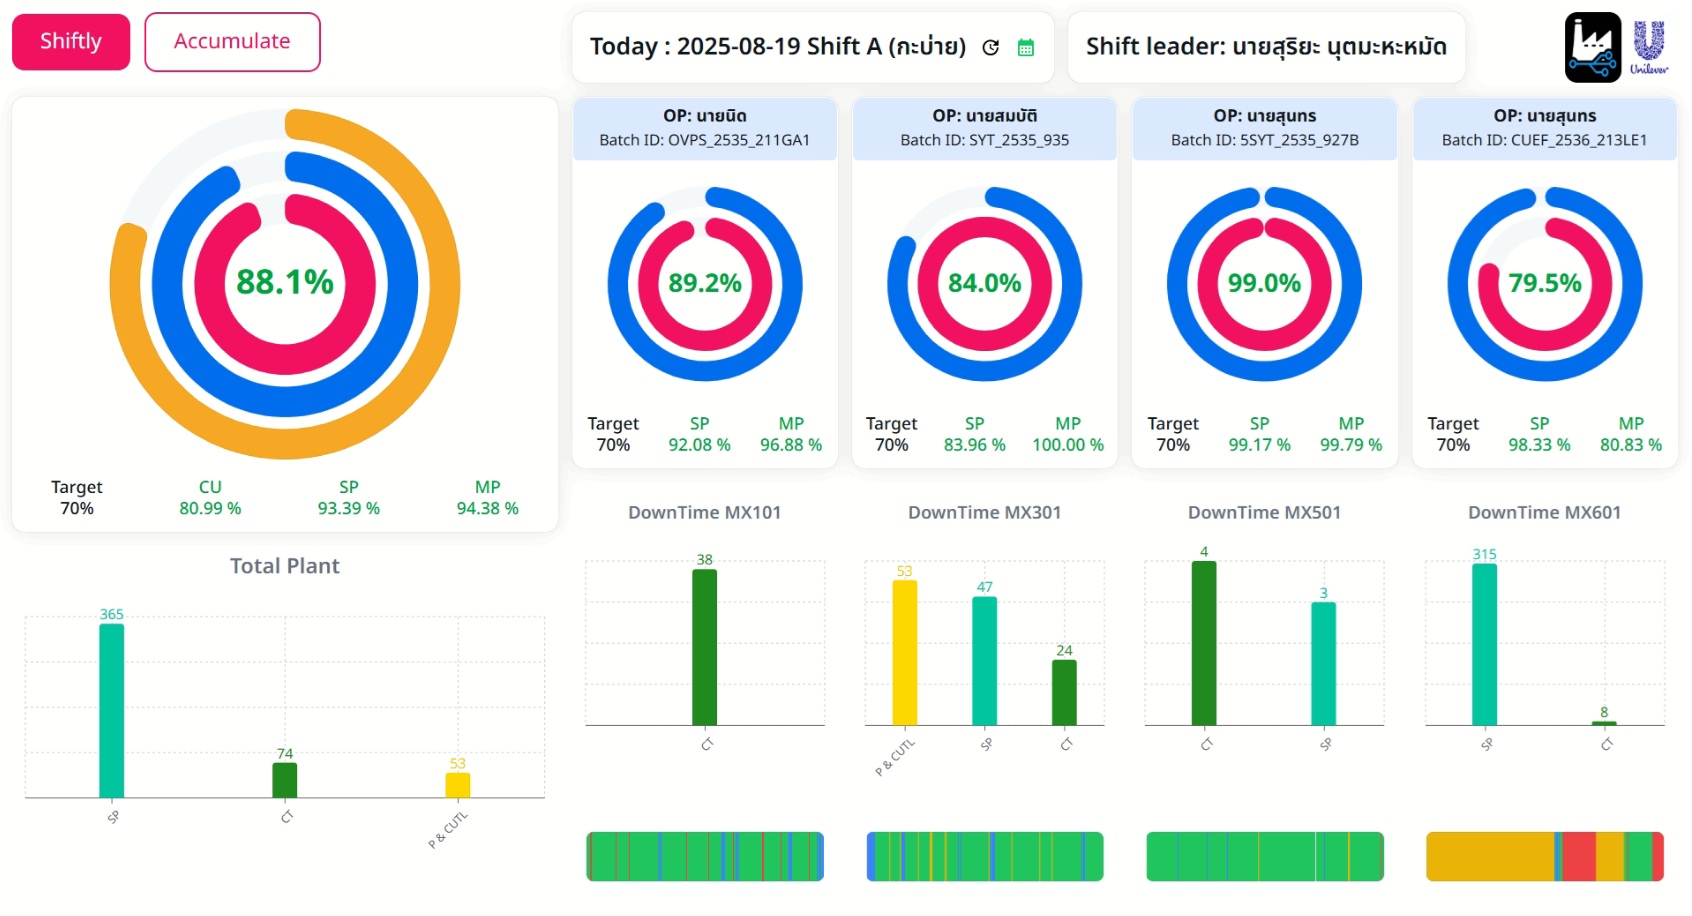 Shiftly
Accumulate
Today : 2025-08-19 Shift A (กะบ่าย)
Shift leader: นายสุริยะ นุตมะหะหมัด
Unilever
88.1%
Target
70%
CU
80.99 %
SP
93.39 %
MP
94.38 %
OP: นายนิด
Batch ID: OVPS_2535_211GA1
89.2%
Target
70%
SP
92.08 %
MP
96.88 %
OP: นายสมบัติ
Batch ID: SYT_2535_935
84.0%
Target
70%
SP
83.96 %
MP
100.00 %
OP: นายสุนทร
Batch ID: 5SYT_2535_927B
99.0%
Target
70%
SP
99.17 %
MP
99.79 %
OP: นายสุนทร
Batch ID: CUEF_2536_213LE1
79.5%
Target
70%
SP
98.33 %
MP
80.83 %
Total Plant
365
74
53
SP
CT
P & CUTL
DownTime MX101
38
CT
DownTime MX301
53
47
24
P & CUTL
SP
CT
DownTime MX501
4
3
CT
SP
DownTime MX601
315
8
SP
CT